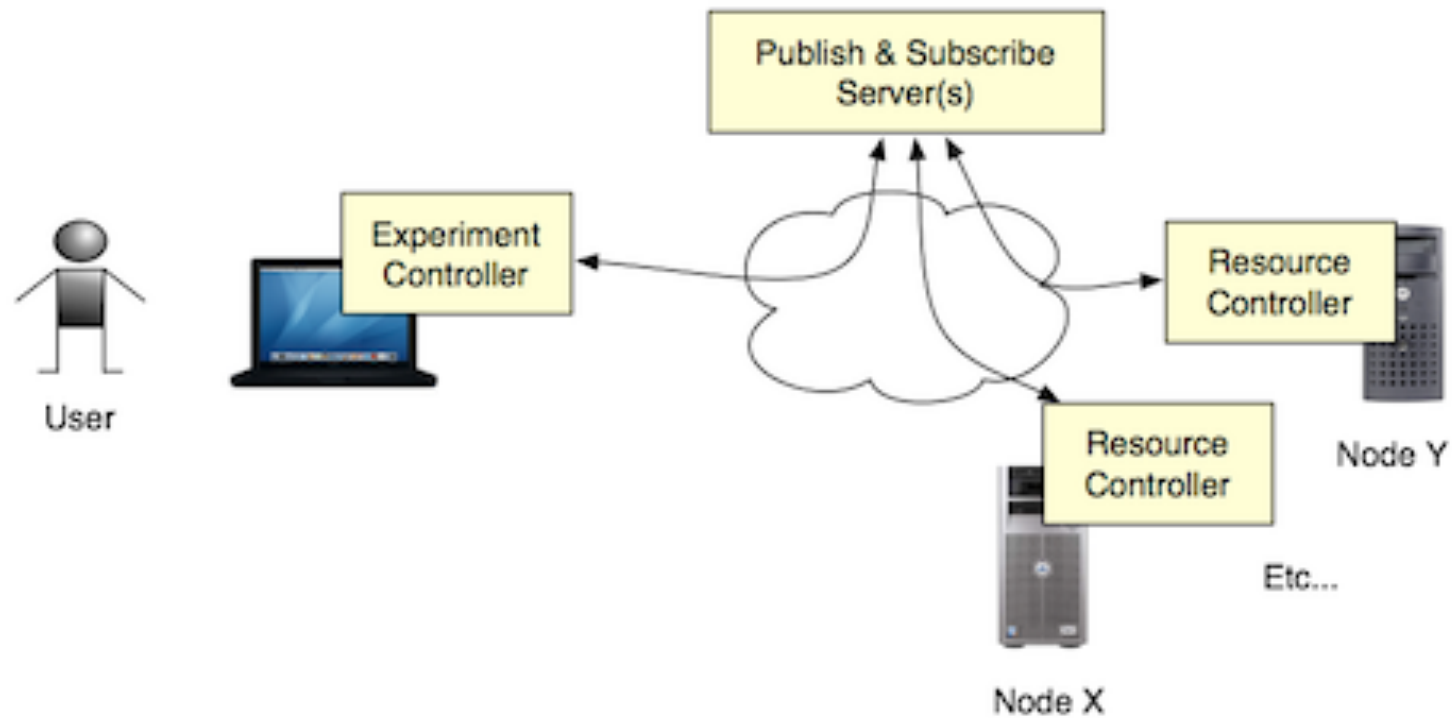 Publish & Subscribe
Server(s)
Experiment
Controller
User
Resource
Controller
Node Y
Resource
Controller
Etc...
Node X